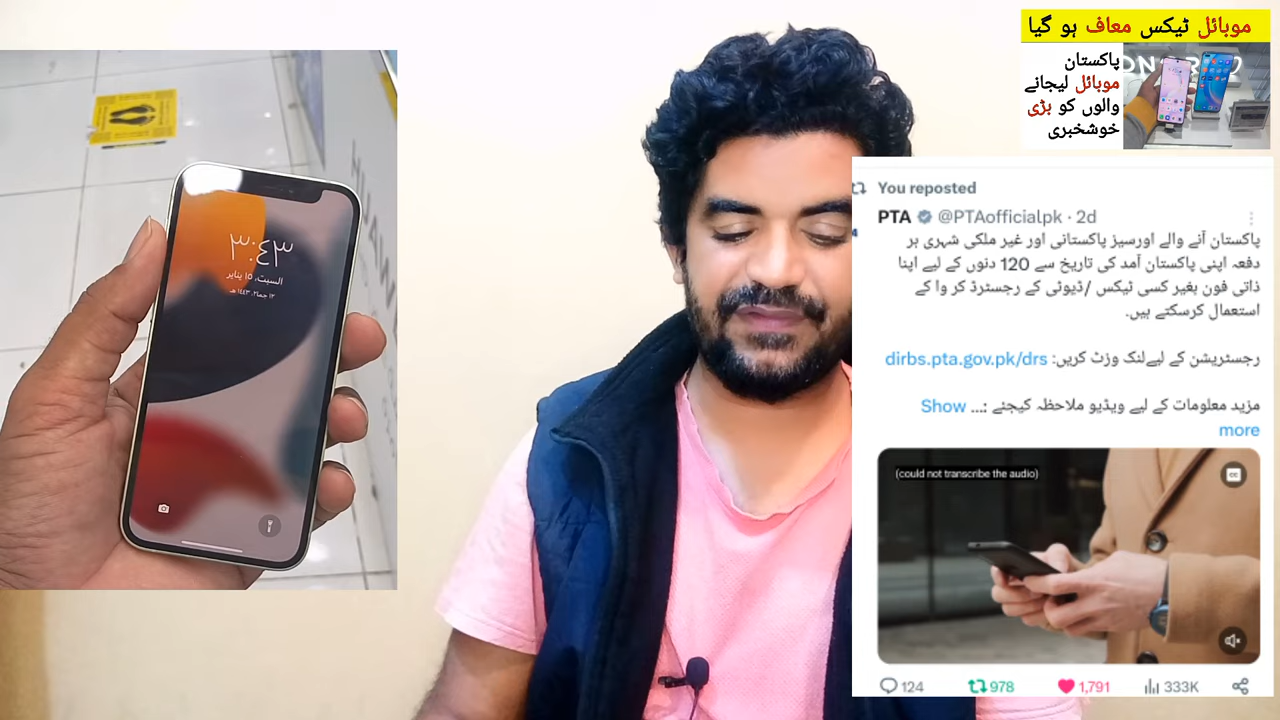 موبائل ٹیکس معاف ہو گیا
پاکستان
موبائل لیجانے
والوں کو بڑی
خوشخبری
You reposted
PTA @PTAofficialpk · 2d
پاکستان آنے والے اورسیز پاکستانی اور غیر ملکی شہری ہر
دفعہ اپنی پاکستان آمد کی تاریخ سے 120 دنوں کے لیے اپنا
ذاتی فون بغیر کسی ٹیکس /ڈیوٹی کے رجسٹرڈ کر وا کے
استعمال کرسکتے ہیں.
رجسٹریشن کے لیےلنک وزٹ کریں: dirbs.pta.gov.pk/drs
مزید معلومات کے لیے ویڈیو ملاحظہ کیجئے :... Show
more
(could not transcribe the audio)
CC
124 978 1,791 333K
٣:٤٣
السبت، ١٥ يناير
HUAW